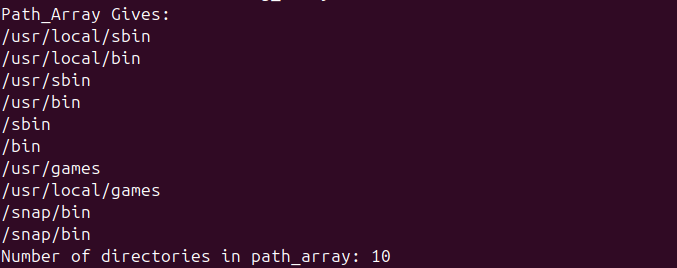 Path_Array Gives:
/usr/local/sbin
/usr/local/bin
/usr/sbin
/usr/bin
/sbin
/bin
/usr/games
/usr/local/games
/snap/bin
/snap/bin
Number of directories in path_array: 10